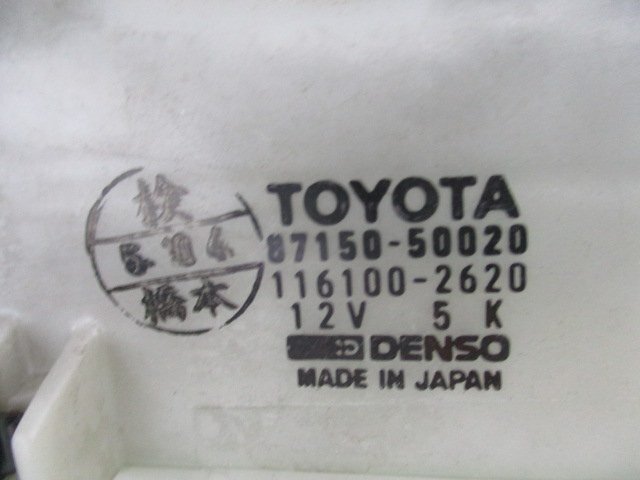 検
橋本
TOYOTA
87150-50020
116100-2620
12V 5 K
DENSO
MADE IN JAPAN